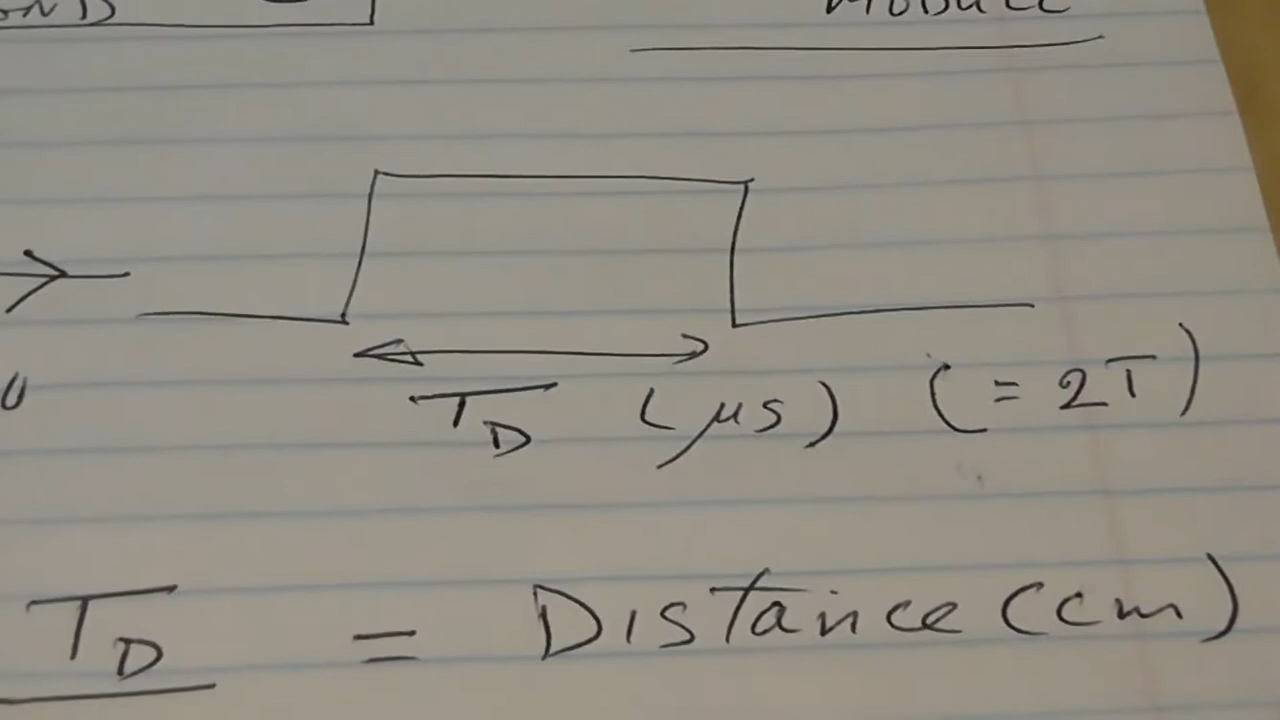 T_D (μs) (= 2T)
T_D = Distance (cm)